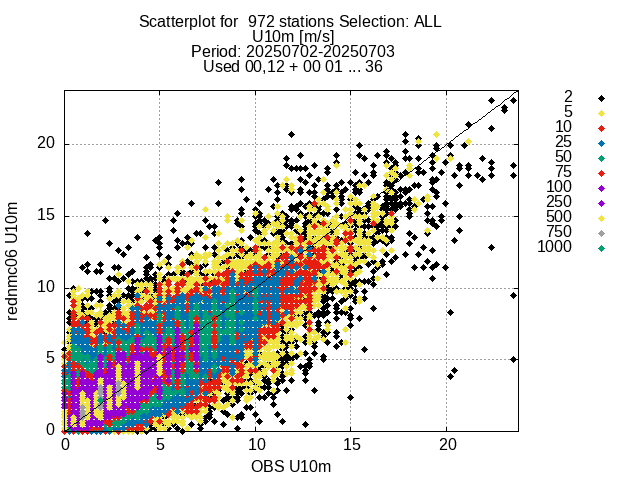 Scatterplot for 972 stations Selection: ALL
U10m [m/s]
Period: 20250702-20250703
Used 00,12 + 00 01 ... 36
2
5
10
25
50
75
100
250
500
750
1000
rednmc06 U10m
20
15
10
5
0
0 5 10 15 20
OBS U10m